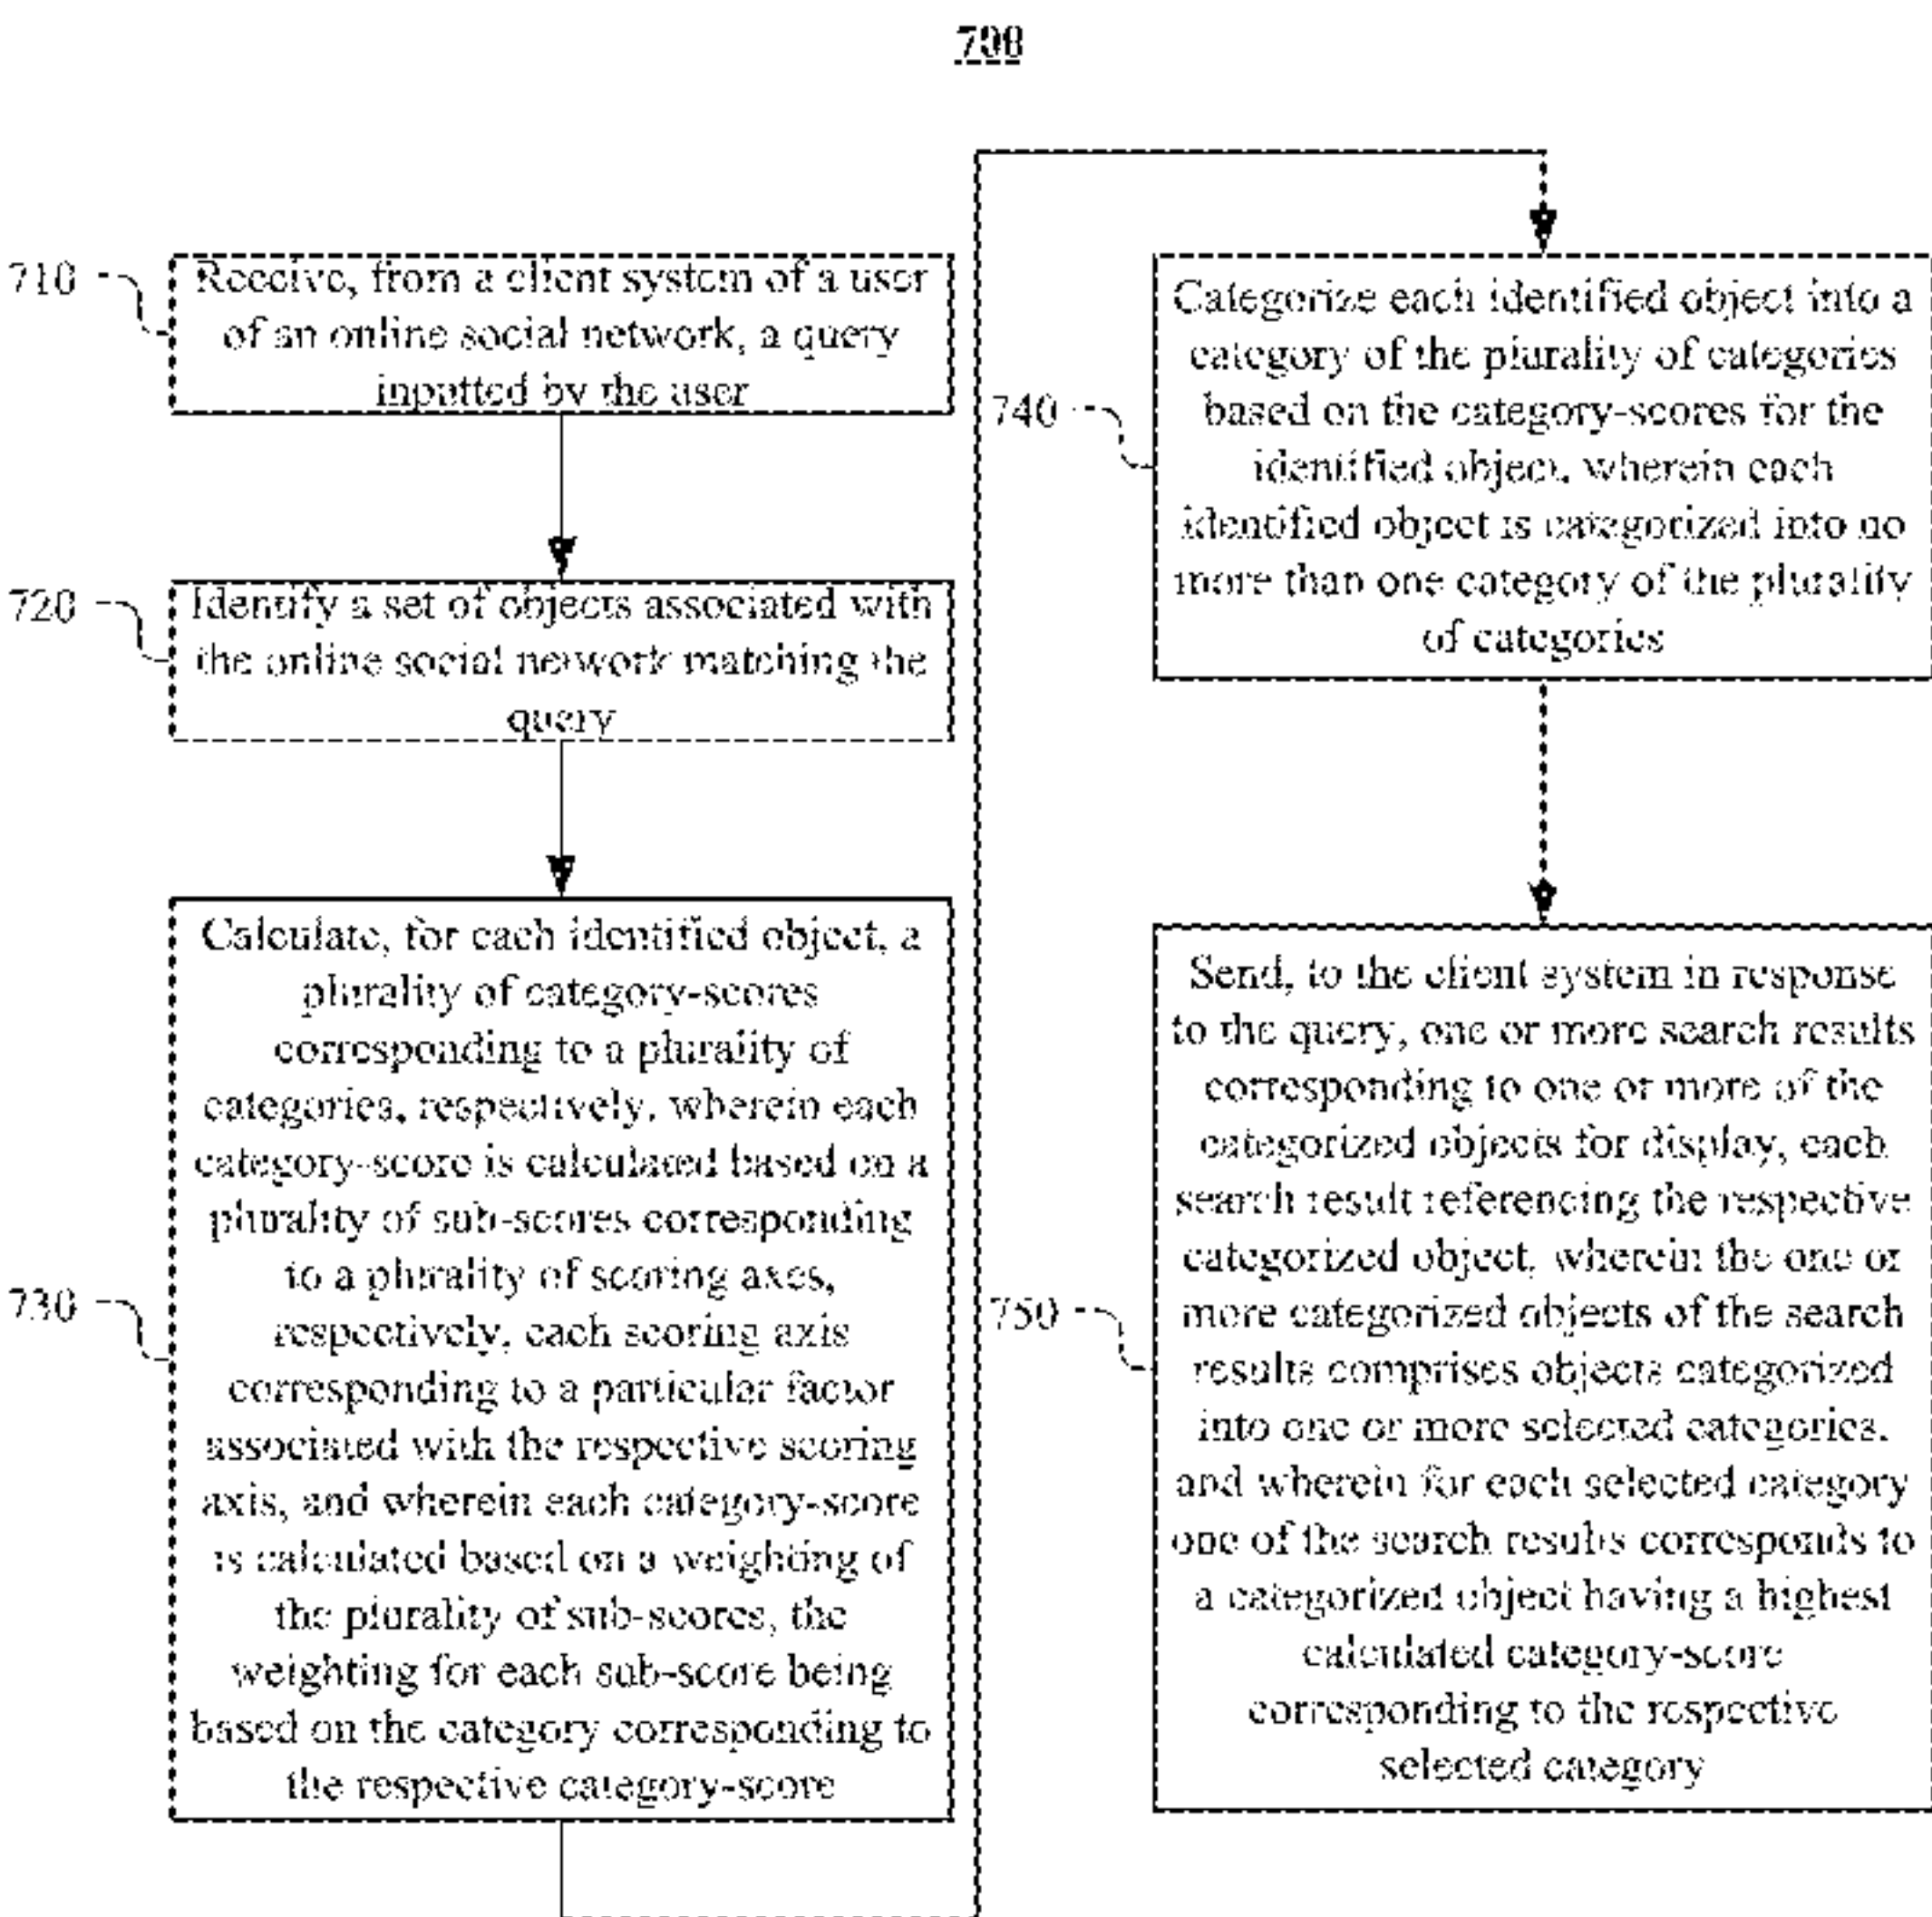 700
710
Receive, from a client system of a user
of an online social network, a query
inputted by the user
720
Identify a set of objects associated with
the online social network matching the
query
730
Calculate, for each identified object, a
plurality of category-scores
corresponding to a plurality of
categories, respectively, wherein each
category-score is calculated based on a
plurality of sub-scores corresponding
to a plurality of scoring axes,
respectively, each scoring axis
corresponding to a particular factor
associated with the respective scoring
axis, and wherein each category-score
is calculated based on a weighting of
the plurality of sub-scores, the
weighting for each sub-score being
based on the category corresponding to
the respective category-score
740
Categorize each identified object into a
category of the plurality of categories
based on the category-scores for the
identified object, wherein each
identified object is categorized into no
more than one category of the plurality
of categories
750
Send, to the client system in response
to the query, one or more search results
corresponding to one or more of the
categorized objects for display, each
search result referencing the respective
categorized object, wherein the one or
more categorized objects of the search
results comprises objects categorized
into one or more selected categories,
and wherein for each selected category
one of the search results corresponds to
a categorized object having a highest
calculated category-score
corresponding to the respective
selected category